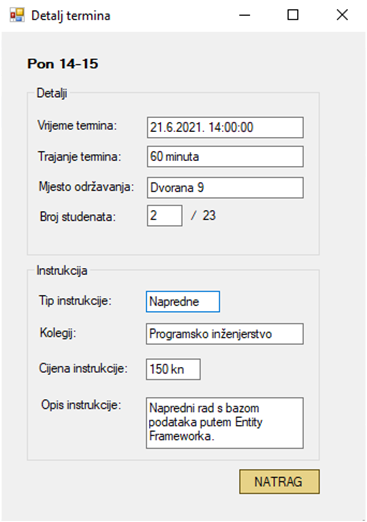 Detalj termina
Pon 14-15
Detalji
Vrijeme termina: 21.6.2021. 14:00:00
Trajanje termina: 60 minuta
Mjesto održavanja: Dvorana 9
Broj studenata: 2 / 23
Instrukcija
Tip instrukcije: Napredne
Kolegij: Programsko inženjerstvo
Cijena instrukcije: 150 kn
Opis instrukcije: Napredni rad s bazom
podataka putem Entity
Frameworka.
NATRAG